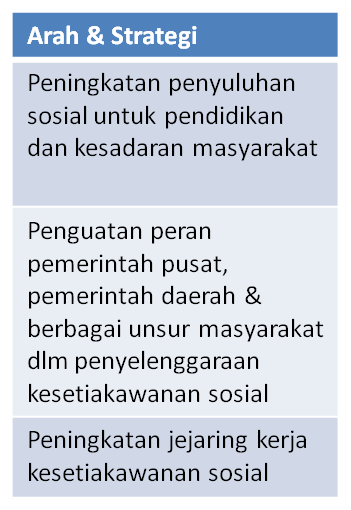 Arah & Strategi
Peningkatan penyuluhan
sosial untuk pendidikan
dan kesadaran masyarakat
Penguatan peran
pemerintah pusat,
pemerintah daerah &
berbagai unsur masyarakat
dlm penyelenggaraan
kesetiakawanan sosial
Peningkatan jejaring kerja
kesetiakawanan sosial